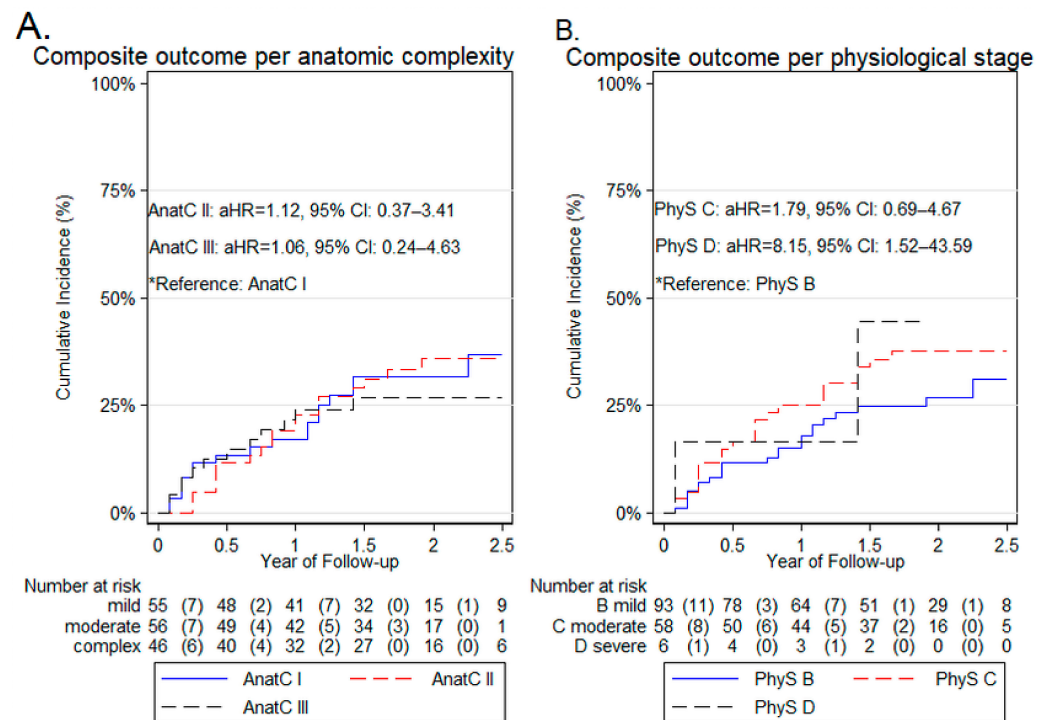 A.
Composite outcome per anatomic complexity
100%
75%
50%
25%
0%
Cumulative Incidence (%)
AnatC II: aHR=1.12, 95% CI: 0.37–3.41
AnatC III: aHR=1.06, 95% CI: 0.24–4.63
*Reference: AnatC I
0 0.5 1 1.5 2 2.5
Year of Follow-up
Number at risk
mild 55 (7) 48 (2) 41 (7) 32 (0) 15 (1) 9
moderate 56 (7) 49 (4) 42 (5) 34 (3) 17 (0) 1
complex 46 (6) 40 (4) 32 (2) 27 (0) 16 (0) 6
AnatC I AnatC II
AnatC III
B.
Composite outcome per physiological stage
100%
75%
50%
25%
0%
Cumulative Incidence (%)
PhyS C: aHR=1.79, 95% CI: 0.69–4.67
PhyS D: aHR=8.15, 95% CI: 1.52–43.59
*Reference: PhyS B
0 0.5 1 1.5 2 2.5
Year of Follow-up
Number at risk
B mild 93 (11) 78 (3) 64 (7) 51 (1) 29 (1) 8
C moderate 58 (8) 50 (6) 44 (5) 37 (2) 16 (0) 5
D severe 6 (1) 4 (0) 3 (1) 2 (0) 0 (0) 0
PhyS B PhyS C
PhyS D